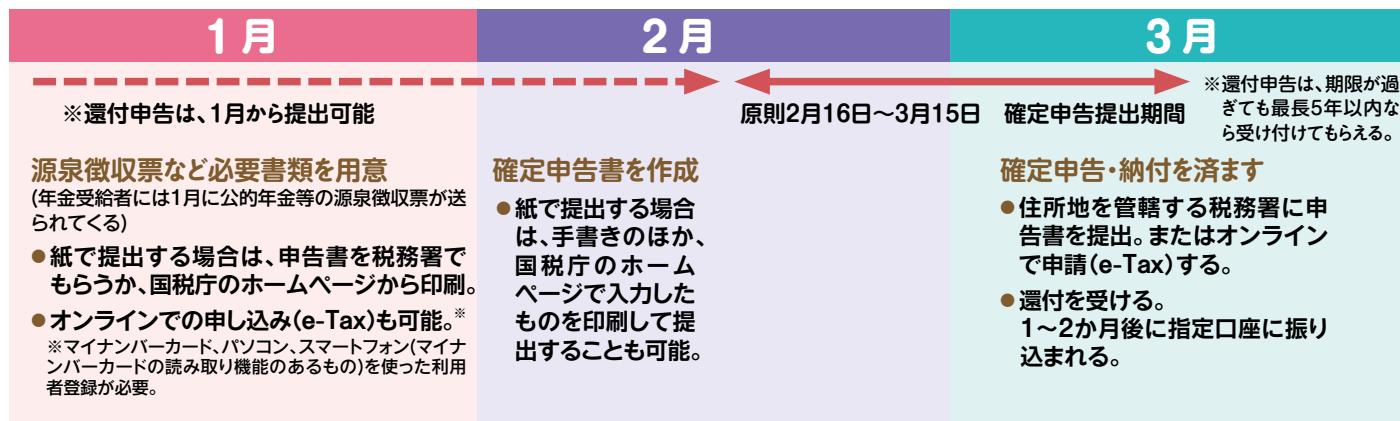 1月
2月
3月
※還付申告は、1月から提出可能
原則2月16日〜3月15日　確定申告提出期間
※還付申告は、期限が過
ぎても最長5年以内な
ら受け付けてもらえる。
源泉徴収票など必要書類を用意
(年金受給者には1月に公的年金等の源泉徴収票が送
られてくる)
●紙で提出する場合は、申告書を税務署で
もらうか、国税庁のホームページから印刷。
●オンラインでの申し込み(e-Tax)も可能。※
※マイナンバーカード、パソコン、スマートフォン(マイナ
ンバーカードの読み取り機能のあるもの)を使った利用
者登録が必要。
確定申告書を作成
●紙で提出する場合
は、手書きのほか、
国税庁のホーム
ページで入力した
ものを印刷して提
出することも可能。
確定申告・納付を済ます
●住所地を管轄する税務署に申
告書を提出。またはオンライン
で申請(e-Tax)する。
●還付を受ける。
1〜2か月後に指定口座に振り
込まれる。